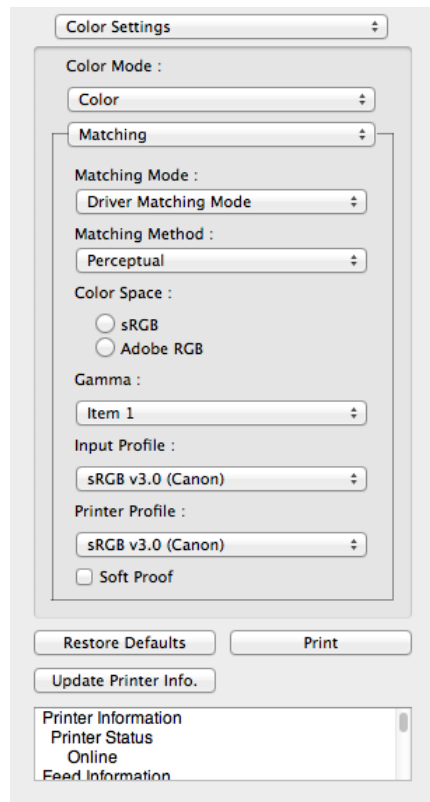 Color Settings
Color Mode :
Color
Matching
Matching Mode :
Driver Matching Mode
Matching Method :
Perceptual
Color Space :
sRGB
Adobe RGB
Gamma :
Item 1
Input Profile :
sRGB v3.0 (Canon)
Printer Profile :
sRGB v3.0 (Canon)
Soft Proof
Restore Defaults Print
Update Printer Info.
Printer Information
Printer Status
Online
Feed Information